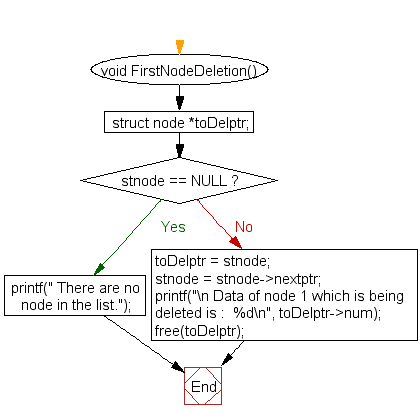 void FirstNodeDeletion()
struct node *toDelptr;
stnode == NULL ?
Yes
No
printf(" There are no
node in the list.");
toDelptr = stnode;
stnode = stnode->nextptr;
printf("\n Data of node 1 which is being
deleted is :  %d\n", toDelptr->num);
free(toDelptr);
End